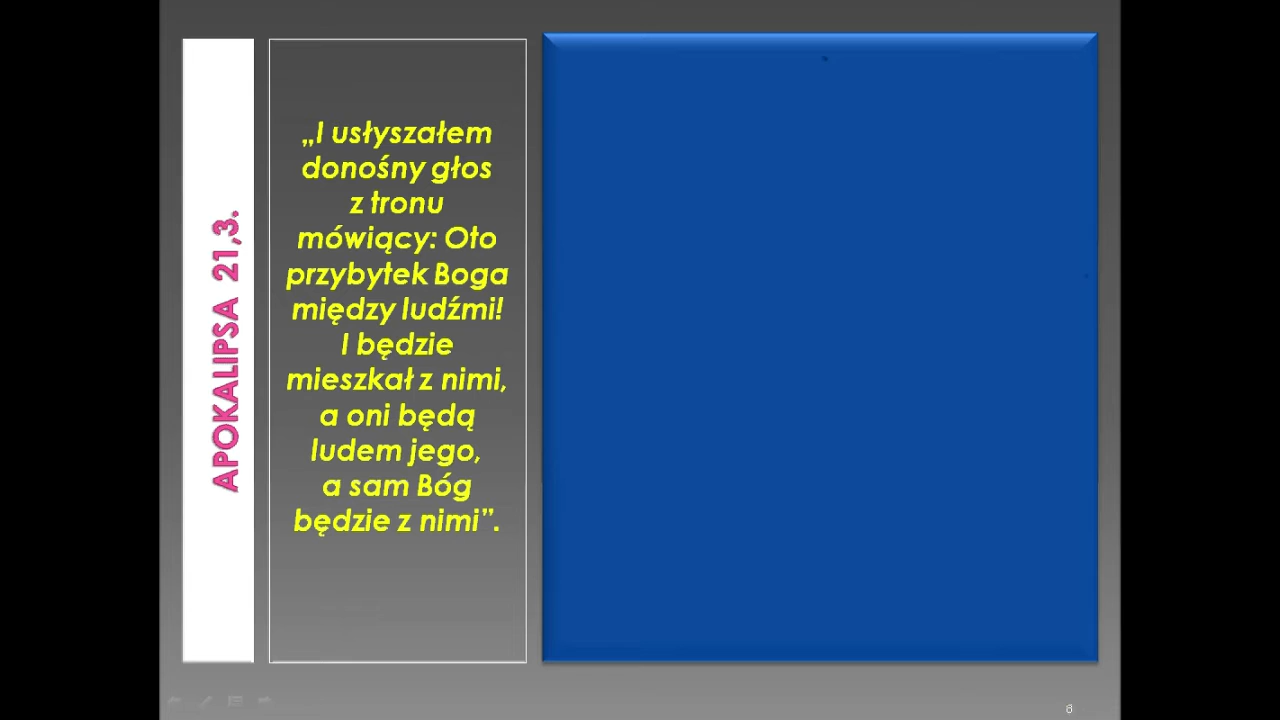 APOKALIPSA 21,3.
„I usłyszałem
donośny głos
z tronu
mówiący: Oto
przybytek Boga
między ludźmi!
I będzie
mieszkał z nimi,
a oni będą
ludem jego,
a sam Bóg
będzie z nimi”.
6